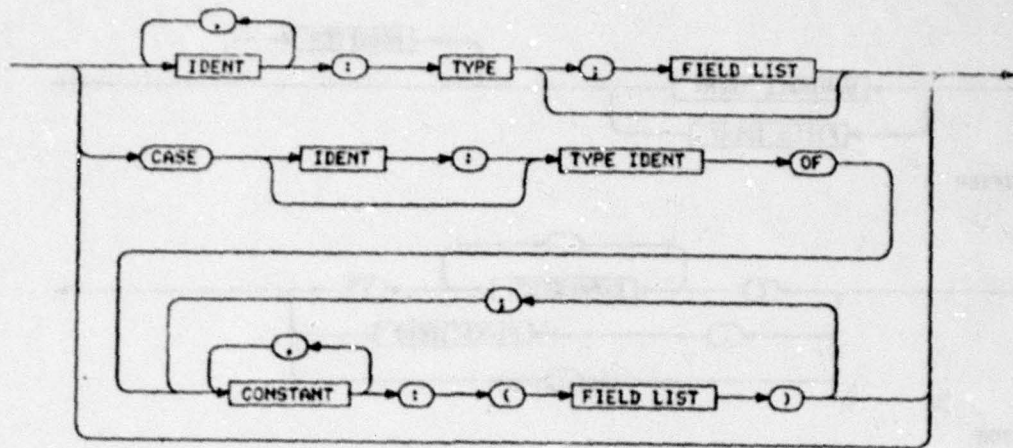 ,
IDENT : TYPE ; FIELD LIST
CASE IDENT : TYPE IDENT OF
;
,
CONSTANT : ( FIELD LIST )